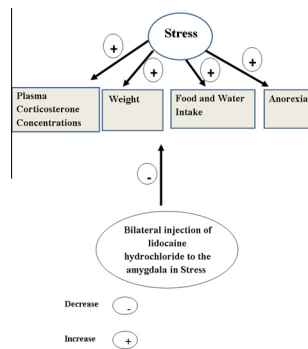 Stress
+
+
+
+
Plasma
Corticosterone
Concentrations
Weight
Food and Water
Intake
Anorexia
-
Bilateral injection of
lidocaine
hydrochloride to the
amygdala in Stress
Decrease -
Increase +